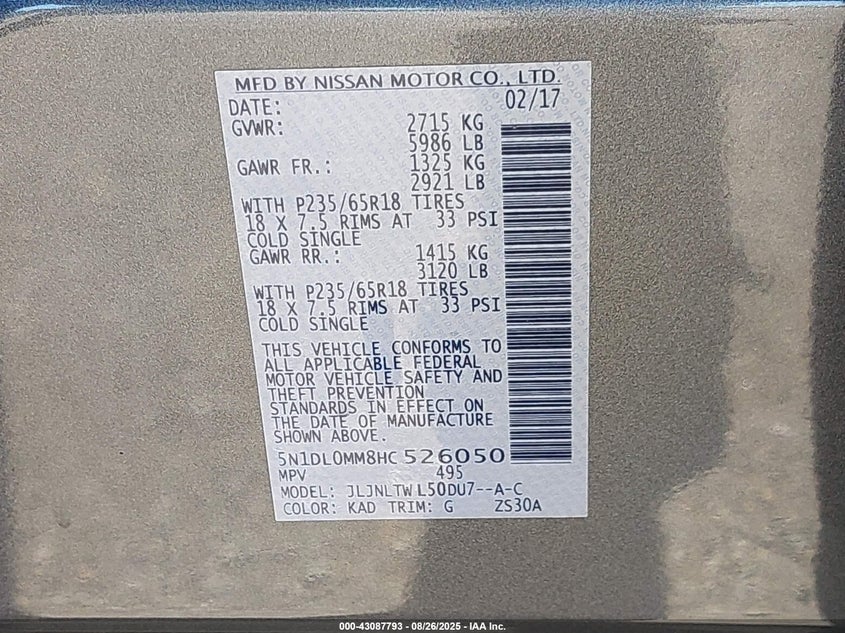 MFD BY NISSAN MOTOR CO., LTD.
DATE: 02/17
GVWR: 2715 KG
5986 LB
GAWR FR.: 1325 KG
2921 LB
WITH P235/65R18 TIRES
18 X 7.5 RIMS AT 33 PSI
COLD SINGLE
GAWR RR.: 1415 KG
3120 LB
WITH P235/65R18 TIRES
18 X 7.5 RIMS AT 33 PSI
COLD SINGLE
THIS VEHICLE CONFORMS TO
ALL APPLICABLE FEDERAL
MOTOR VEHICLE SAFETY AND
THEFT PREVENTION
STANDARDS IN EFFECT ON
THE DATE OF MANUFACTURE
SHOWN ABOVE.
5N1DL0MM8HC 526050
MPV 495
MODEL: JLJNLTW L50DU7--A-C
COLOR: KAD TRIM: G ZS30A
000-43087793 - 08/26/2025 - IAA Inc.